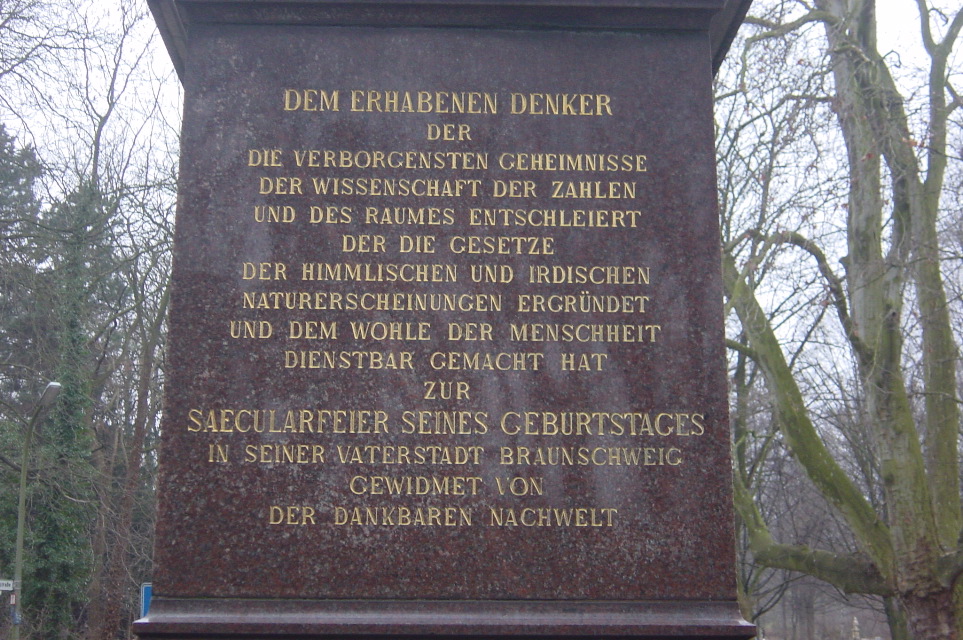 DEM ERHABENEN DENKER
DER
DIE VERBORGENSTEN GEHEIMNISSE
DER WISSENSCHAFT DER ZAHLEN
UND DES RAUMES ENTSCHLEIERT
DER DIE GESETZE
DER HIMMLISCHEN UND IRDISCHEN
NATURERSCHEINUNGEN ERGRÜNDET
UND DEM WOHLE DER MENSCHHEIT
DIENSTBAR GEMACHT HAT
ZUR
SAECULARFEIER SEINES GEBURTSTAGES
IN SEINER VATERSTADT BRAUNSCHWEIG
GEWIDMET VON
DER DANKBAREN NACHWELT